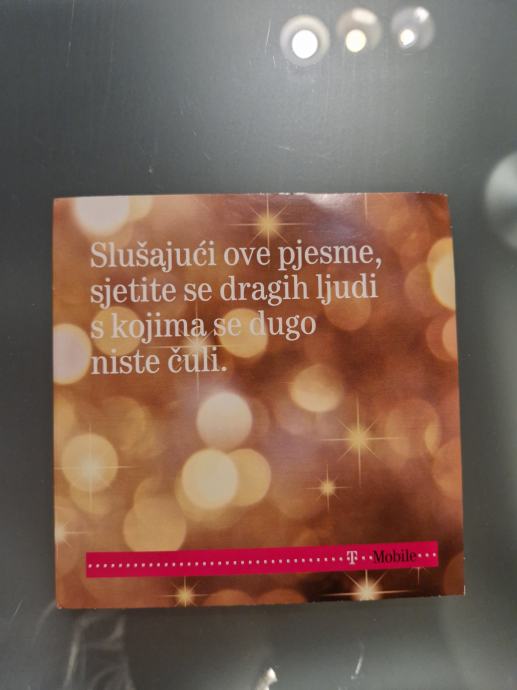 Slušajući ove pjesme,
sjetite se dragih ljudi
s kojima se dugo
niste čuli.
T··Mobile···